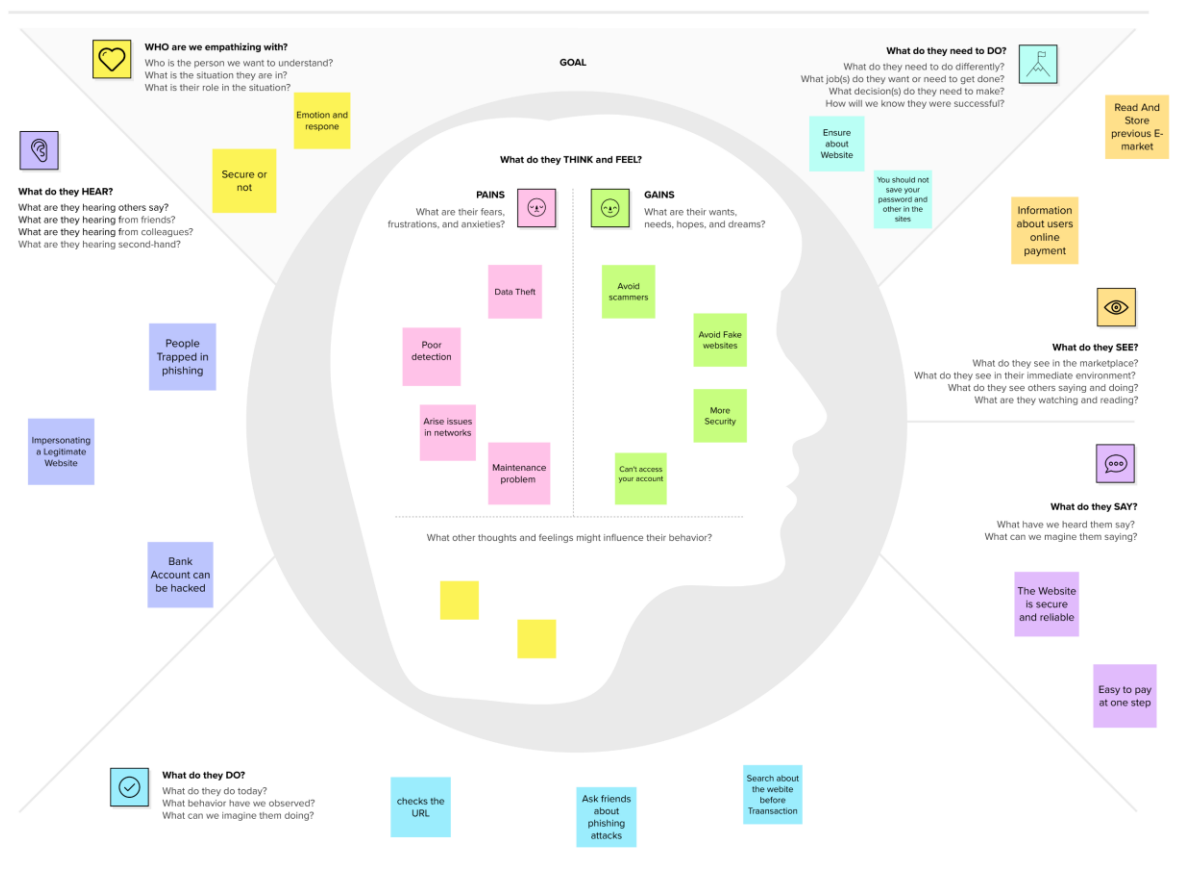 WHO are we empathizing with?
Who is the person we want to understand?
What is the situation they are in?
What is their role in the situation?
Emotion and
respone
Secure or
not
GOAL
What do they need to DO?
What do they need to do differently?
What job(s) do they want or need to get done?
What decision(s) do they need to make?
How will we know they were successful?
Ensure
about
Website
You should not
save your
password and
other in the
sites
Read And
Store
previous E-
market
Information
about users
online
payment
What do they SEE?
What do they see in the marketplace?
What do they see in their immediate environment?
What do they see others saying and doing?
What are they watching and reading?
What do they HEAR?
What are they hearing others say?
What are they hearing from friends?
What are they hearing from colleagues?
What are they hearing second-hand?
People
Trapped in
phishing
Impersonating
a Legitimate
Website
Bank
Account can
be hacked
What do they THINK and FEEL?
PAINS
What are their fears,
frustrations, and anxieties?
Data Theft
Poor
detection
Arise issues
in networks
Maintenance
problem
GAINS
What are their wants,
needs, hopes, and dreams?
Avoid
scammers
Avoid Fake
websites
More
Security
Can't access
your account
What other thoughts and feelings might influence their behavior?
What do they SAY?
What have we heard them say?
What can we magine them saying?
The Website
is secure
and reliable
Easy to pay
at one step
What do they DO?
What do they do today?
What behavior have we observed?
What can we imagine them doing?
checks the
URL
Ask friends
about
phishing
attacks
Search about
the webite
before
Traansaction